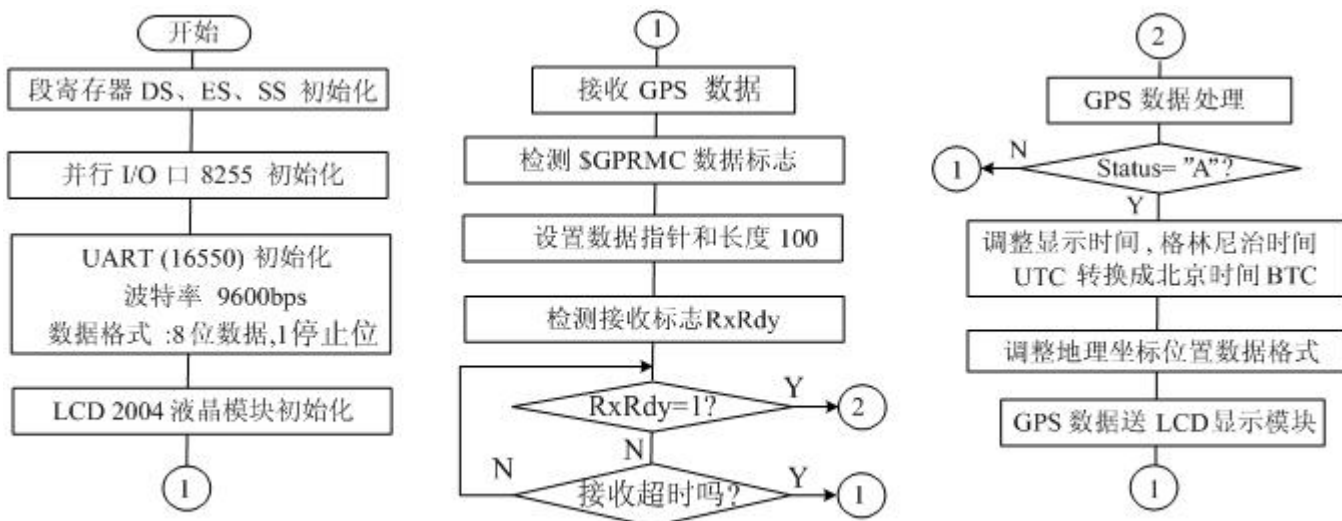 开始
段寄存器 DS、ES、SS 初始化
并行 I/O 口 8255 初始化
UART (16550) 初始化
波特率 9600bps
数据格式 :8位数据,1停止位
LCD 2004 液晶模块初始化
1
1
接收 GPS 数据
检测 $GPRMC 数据标志
设置数据指针和长度 100
检测接收标志RxRdy
RxRdy=1?
Y
2
N
N
接收超时吗?
Y
1
2
GPS 数据处理
1
N
Status= ”A”?
Y
调整显示时间,格林尼治时间
UTC 转换成北京时间 BTC
调整地理坐标位置数据格式
GPS 数据送 LCD 显示模块
1